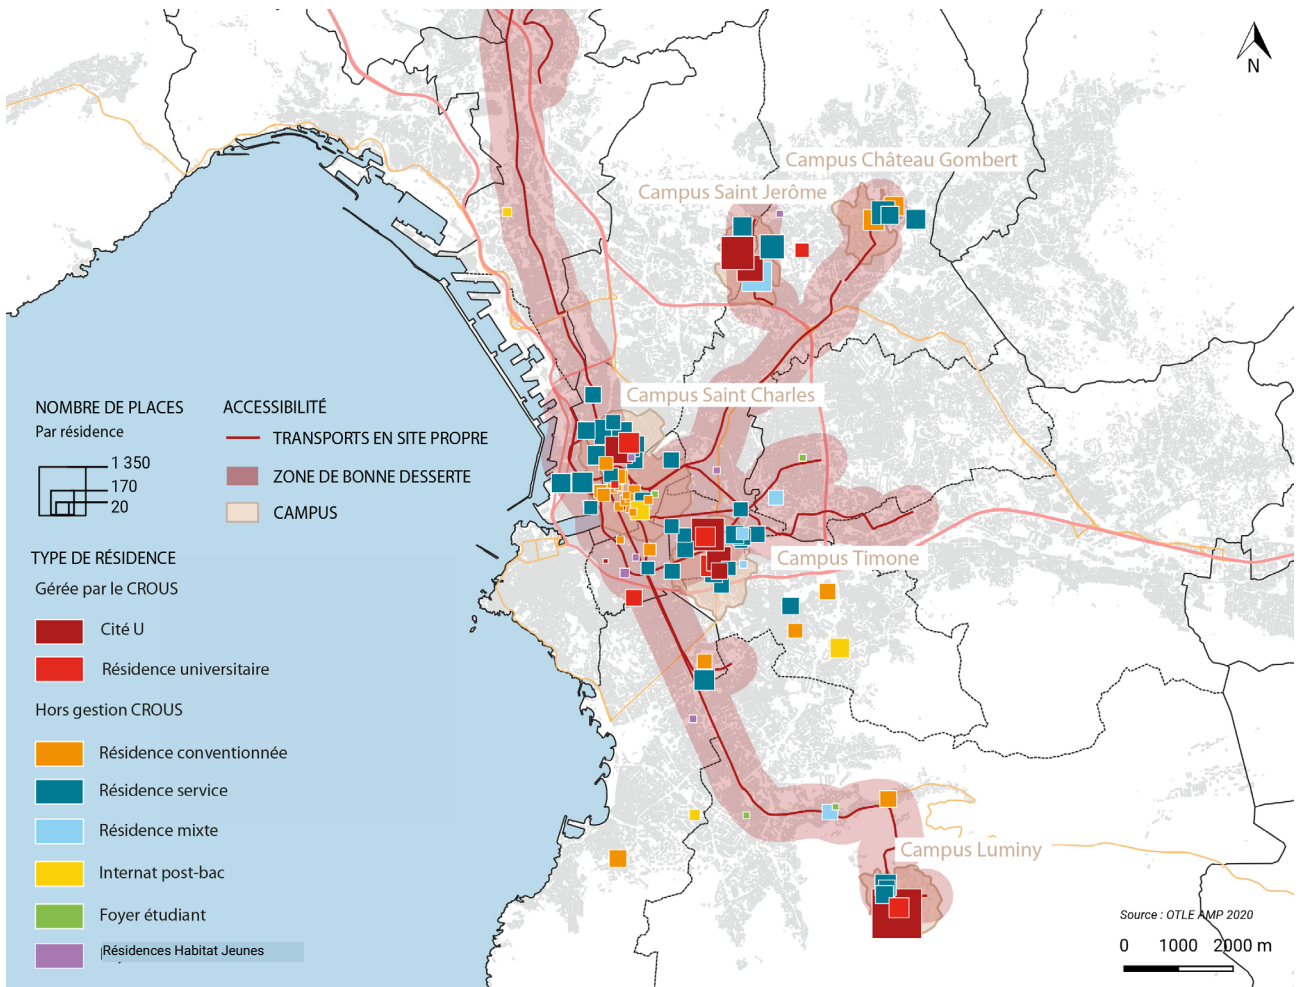 N
Campus Château Gombert
Campus Saint Jerôme
Campus Saint Charles
Campus Timone
Campus Luminy
NOMBRE DE PLACES
Par résidence
1 350
170
20
ACCESSIBILITÉ
TRANSPORTS EN SITE PROPRE
ZONE DE BONNE DESSERTE
CAMPUS
TYPE DE RÉSIDENCE
Gérée par le CROUS
Cité U
Résidence universitaire
Hors gestion CROUS
Résidence conventionnée
Résidence service
Résidence mixte
Internat post-bac
Foyer étudiant
Résidences Habitat Jeunes
Source : OTLE AMP 2020
0 1000 2000 m